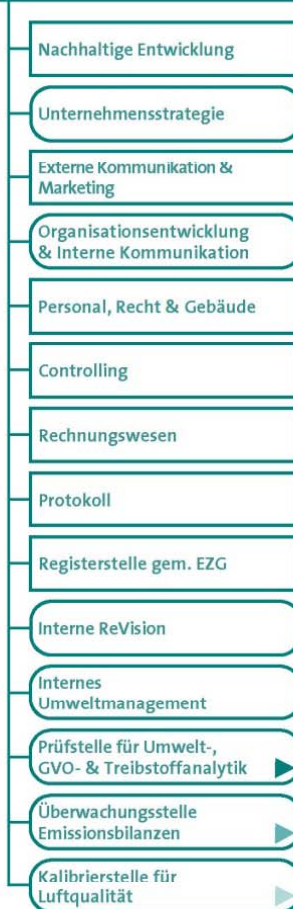 Nachhaltige Entwicklung
Unternehmensstrategie
Externe Kommunikation &
Marketing
Organisationsentwicklung
& Interne Kommunikation
Personal, Recht & Gebäude
Controlling
Rechnungswesen
Protokoll
Registerstelle gem. EZG
Interne ReVision
Internes
Umweltmanagement
Prüfstelle für Umwelt-,
GVO- & Treibstoffanalytik
Überwachungsstelle
Emissionsbilanzen
Kalibrierstelle für
Luftqualität